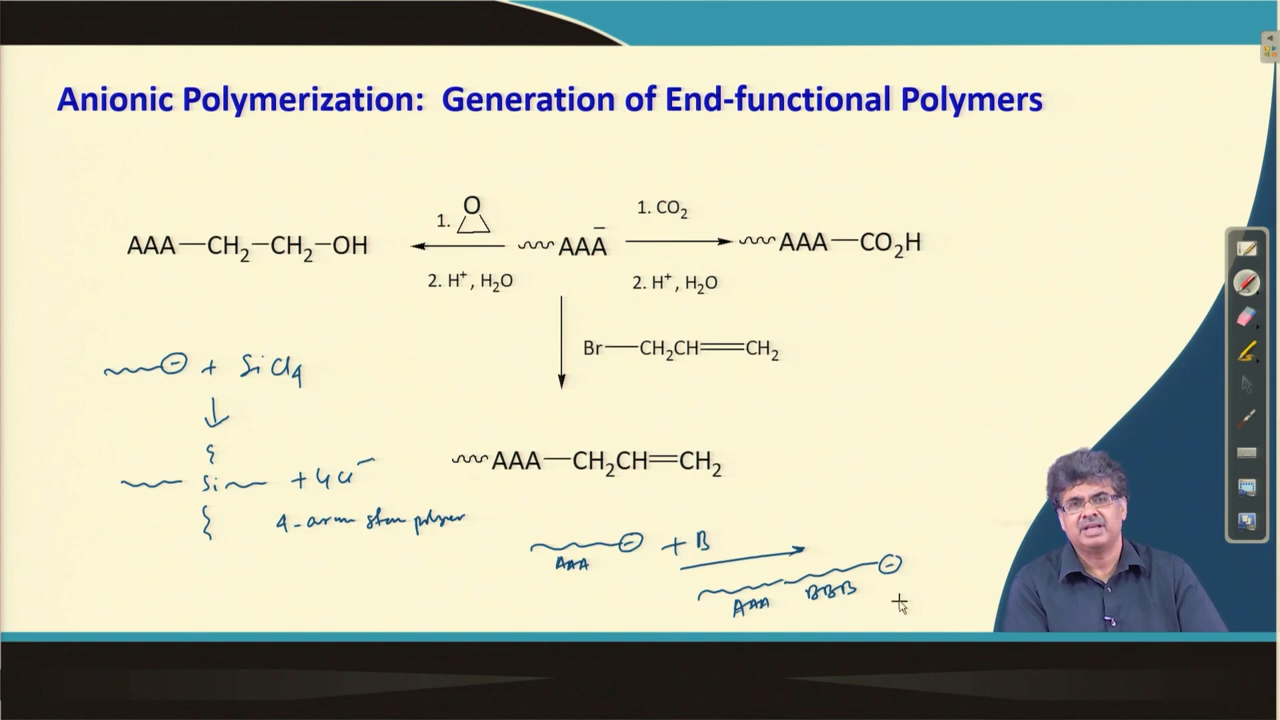 Anionic Polymerization: Generation of End-functional Polymers
AAA—CH₂—CH₂—OH
1. O
2. H⁺, H₂O
AAA⁻
1. CO₂
2. H⁺, H₂O
AAA—CO₂H
Br—CH₂CH=CH₂
AAA—CH₂CH=CH₂
⊖ + SiCl₄
Si + 4Cl⁻
4-arm star polymer
⊖ + B
AAA
⊖
AAA BBB